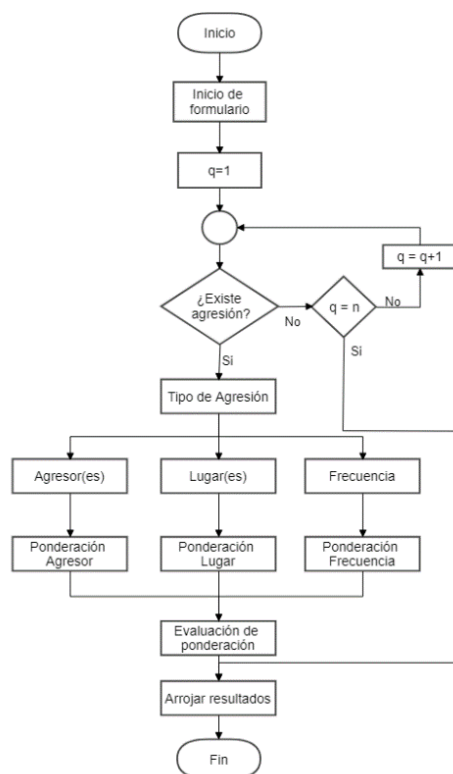 Inicio
Inicio de
formulario
q=1
q = q+1
¿Existe
agresión?
No
q = n
No
Si
Si
Tipo de Agresión
Agresor(es)
Lugar(es)
Frecuencia
Ponderación
Agresor
Ponderación
Lugar
Ponderación
Frecuencia
Evaluación de
ponderación
Arrojar resultados
Fin